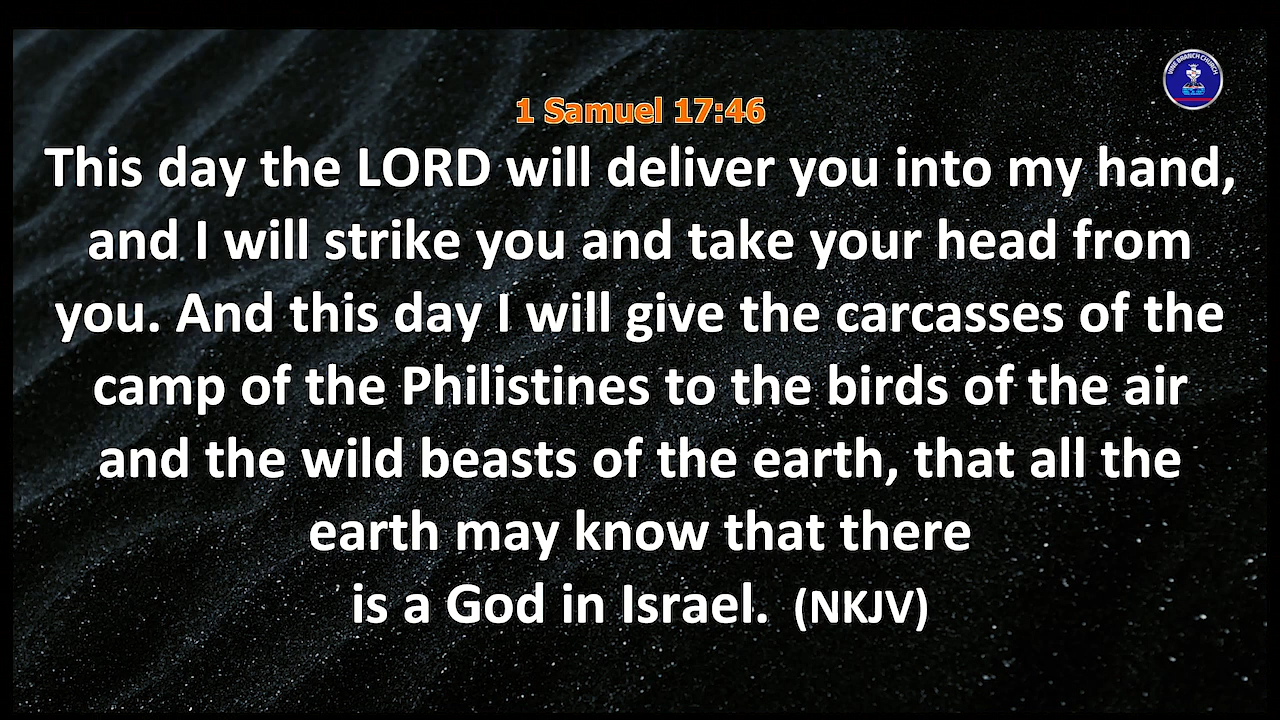 VINE BRANCH CHURCH
1 Samuel 17:46
This day the LORD will deliver you into my hand,
and I will strike you and take your head from
you. And this day I will give the carcasses of the
camp of the Philistines to the birds of the air
and the wild beasts of the earth, that all the
earth may know that there
is a God in Israel. (NKJV)